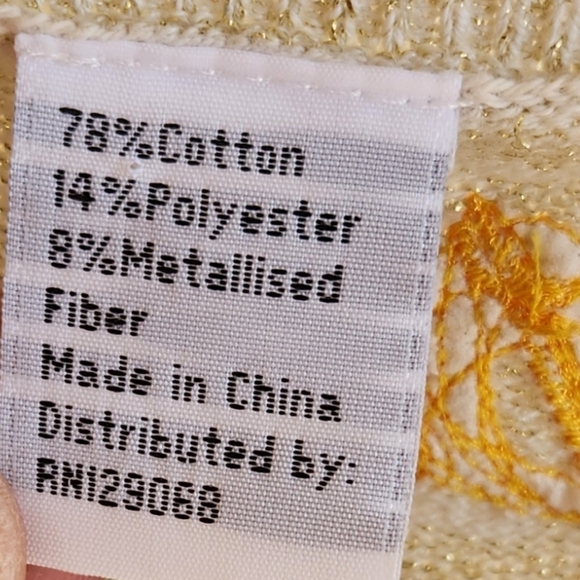 78%Cotton
14%Polyester
8%Metallised
Fiber
Made in China
Distributed by:
RN129068